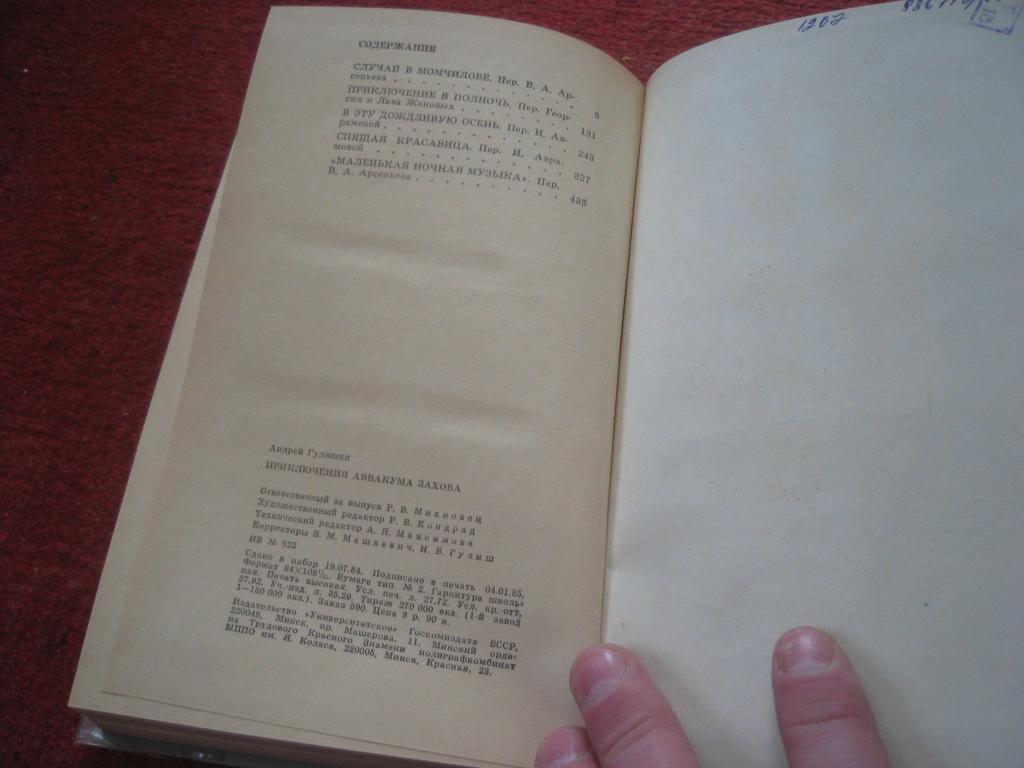 СОДЕРЖАНИЕ
СЛУЧАЙ В МОМЧИЛОВЕ. Пер. В. А. Ар-
сеньева . . . . . . . . . . . . 5
ПРИКЛЮЧЕНИЕ В ПОЛНОЧЬ. Пер. Геор-
гия и Льва Жановых . . . . . . . . 131
В ЭТУ ДОЖДЛИВУЮ ОСЕНЬ. Пер. И. Ав-
рамовой . . . . . . . . . . . . 243
СПЯЩАЯ КРАСАВИЦА. Пер. И. Авра-
мовой . . . . . . . . . . . . 327
«МАЛЕНЬКАЯ НОЧНАЯ МУЗЫКА». Пер.
В. А. Арсеньева . . . . . . . . . . 435
Андрей Гуляшки
ПРИКЛЮЧЕНИЯ АВВАКУМА ЗАХОВА
Ответственный за выпуск Р. В. Михновец
Художественный редактор Р. В. Кондрад
Технический редактор А. Я. Максимова
Корректоры З. М. Машкевич, И. В. Гулиш
ИБ № 923
Сдано в набор 19.07.84. Подписано в печать 04.01.85.
Формат 84×108¹/₃₂. Бумага тип. № 2. Гарнитура школь-
ная. Печать высокая. Усл. печ. л. 27,72. Усл. кр.-отт.
27,92. Уч.-изд. л. 35,29. Тираж 270 000 экз. (1-й завод
1—150 000 экз.). Заказ 590. Цена 3 р. 90 к.
Издательство «Университетское» Госкомиздата БССР,
220048, Минск, пр. Машерова, 11. Минский орде-
на Трудового Красного Знамени полиграфкомбинат
МППО им. Я. Коласа, 220005, Минск, Красная, 23.
1207